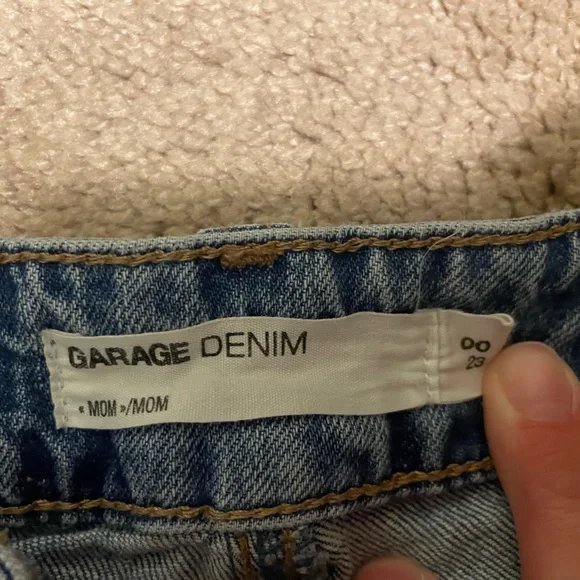 GARAGE DENIM
« MOM »/MOM
00
23